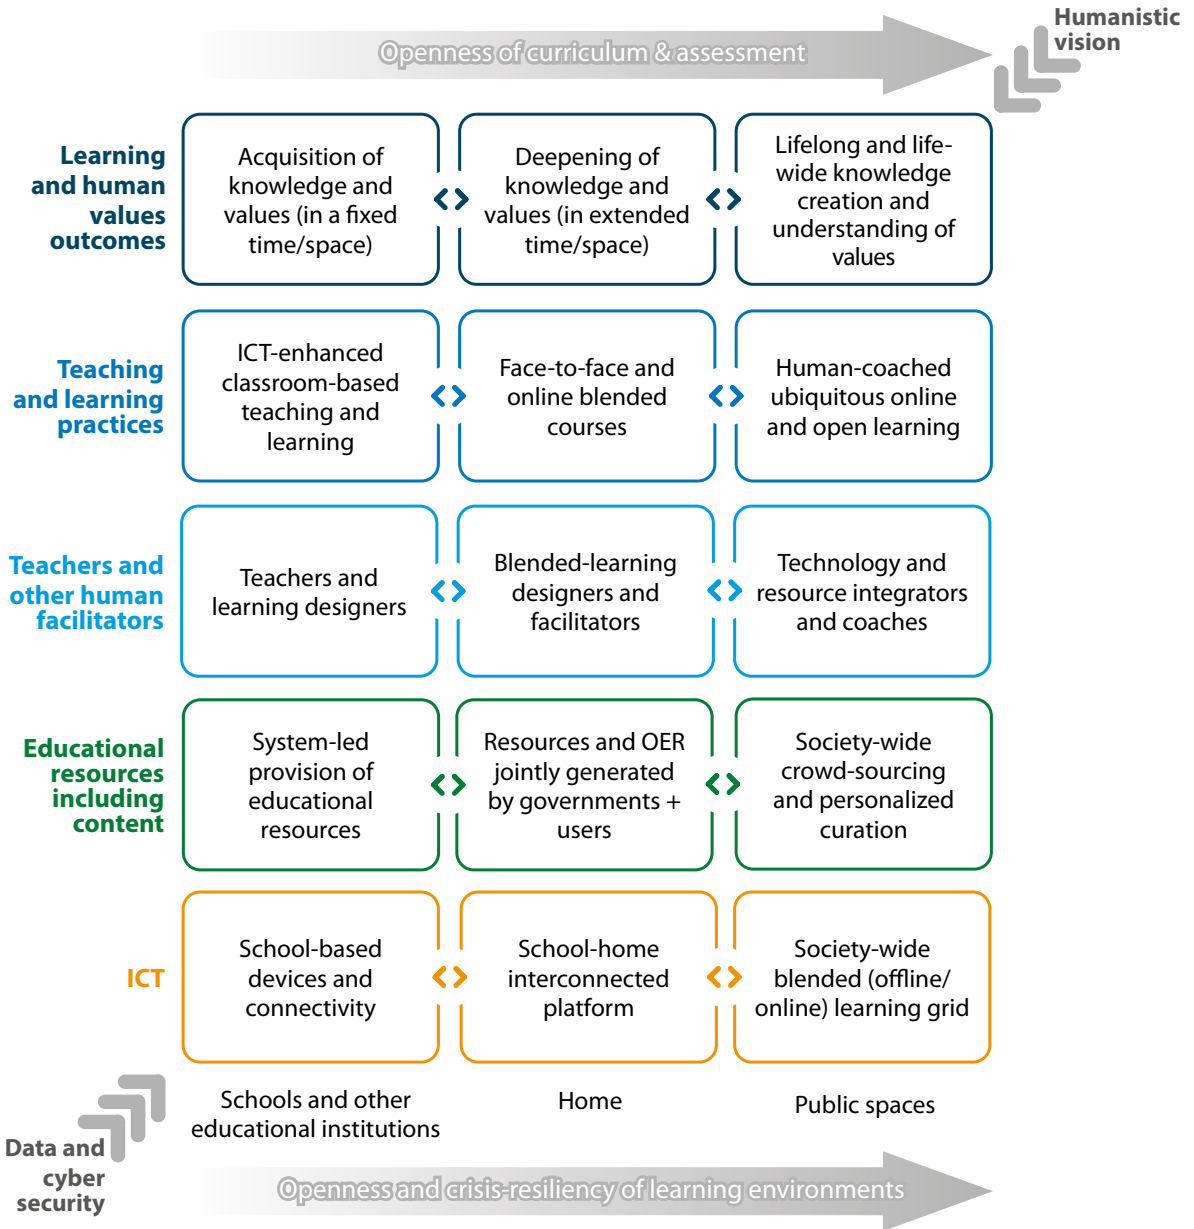 Openness of curriculum & assessment
Humanistic
vision
Learning
and human
values
outcomes
Acquisition of
knowledge and
values (in a fixed
time/space)
Deepening of
knowledge and
values (in extended
time/space)
Lifelong and life-
wide knowledge
creation and
understanding of
values
Teaching
and learning
practices
ICT-enhanced
classroom-based
teaching and
learning
Face-to-face and
online blended
courses
Human-coached
ubiquitous online
and open learning
Teachers and
other human
facilitators
Teachers and
learning designers
Blended-learning
designers and
facilitators
Technology and
resource integrators
and coaches
Educational
resources
including
content
System-led
provision of
educational
resources
Resources and OER
jointly generated
by governments +
users
Society-wide
crowd-sourcing
and personalized
curation
ICT
School-based
devices and
connectivity
School-home
interconnected
platform
Society-wide
blended (offline/
online) learning grid
Schools and other
educational institutions
Home
Public spaces
Data and
cyber
security
Openness and crisis-resiliency of learning environments